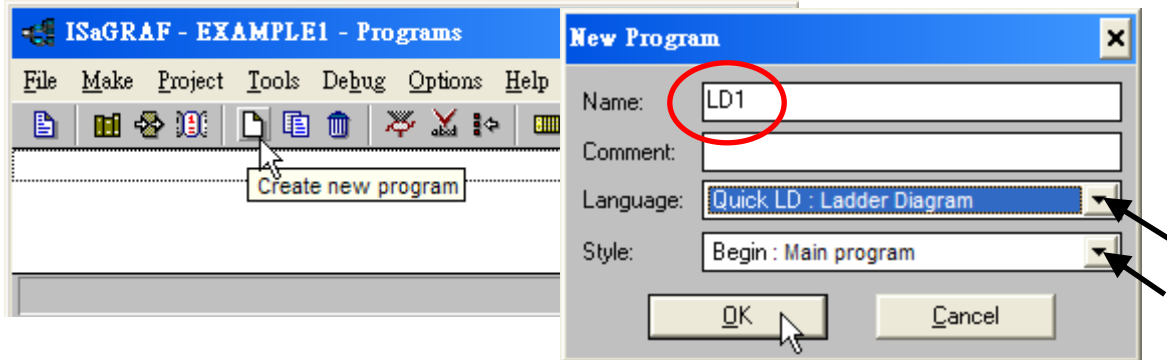 ISaGRAF - EXAMPLE1 - Programs
File Make Project Tools Debug Options Help
abcd
Create new program
New Program
Name: LD1
Comment:
Language: Quick LD : Ladder Diagram
Style: Begin : Main program
OK Cancel